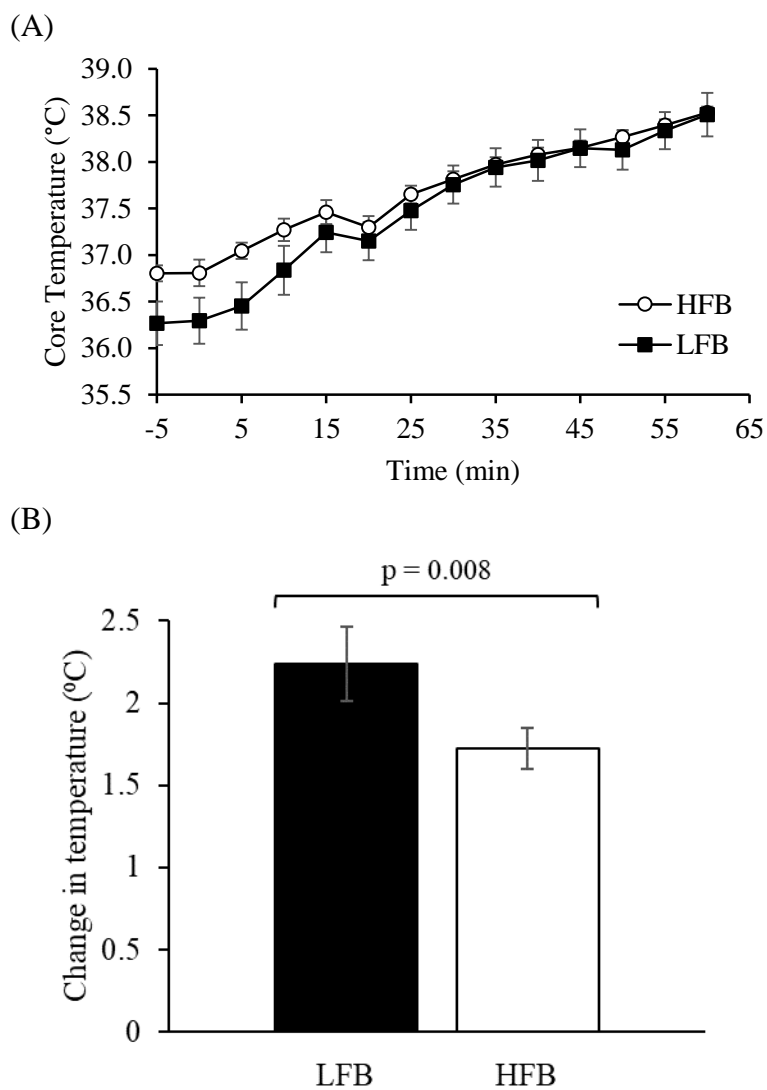 (A)
39.0
38.5
38.0
37.5
37.0
36.5
36.0
35.5
Core Temperature (°C)
HFB
LFB
-5 5 15 25 35 45 55 65
Time (min)
(B)
p = 0.008
2.5
2
1.5
1
0.5
0
Change in temperature (ºC)
LFB HFB